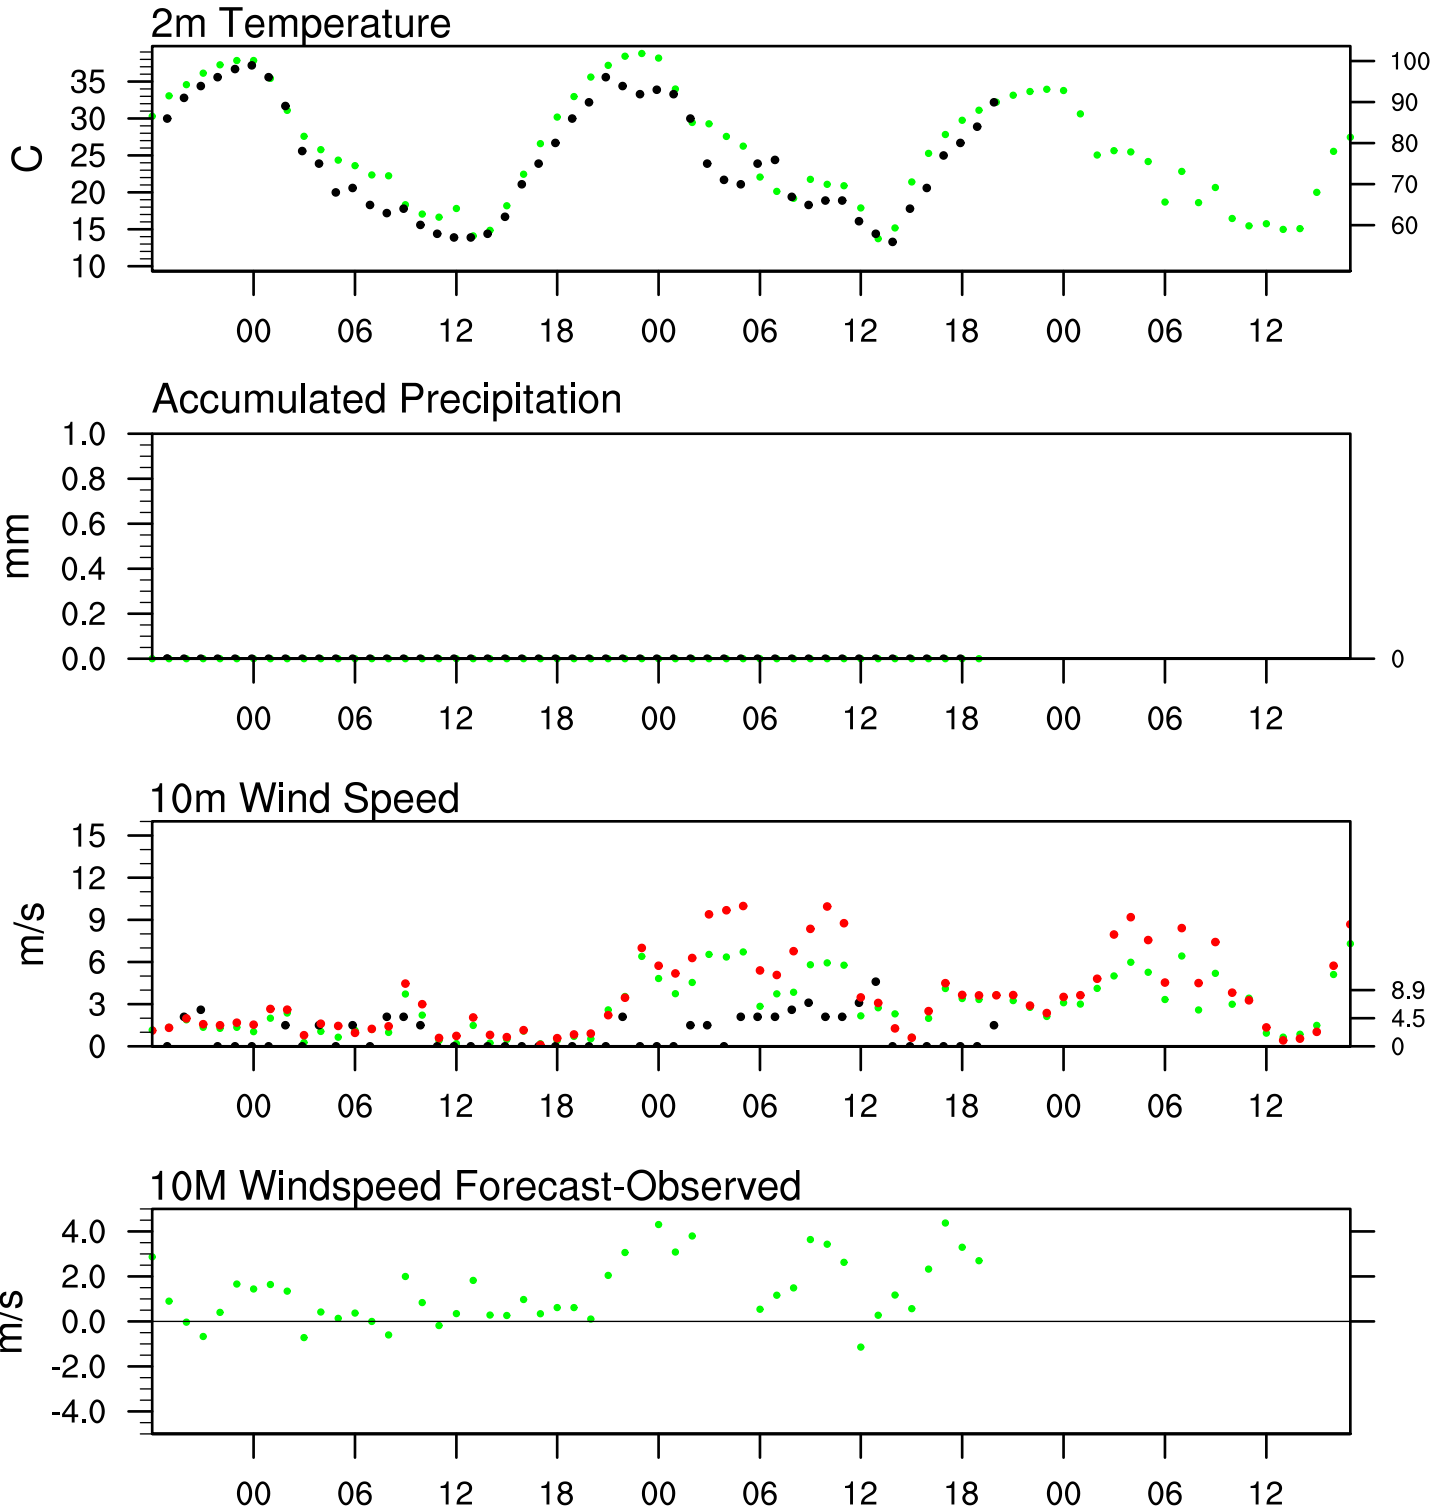 2m Temperature
C
35
30
25
20
15
10
100
90
80
70
60
00 06 12 18 00 06 12 18 00 06 12
Accumulated Precipitation
mm
1.0
0.8
0.6
0.4
0.2
0.0
0
00 06 12 18 00 06 12 18 00 06 12
10m Wind Speed
m/s
15
12
9
6
3
0
8.9
4.5
0
00 06 12 18 00 06 12 18 00 06 12
10M Windspeed Forecast-Observed
m/s
4.0
2.0
0.0
-2.0
-4.0
00 06 12 18 00 06 12 18 00 06 12